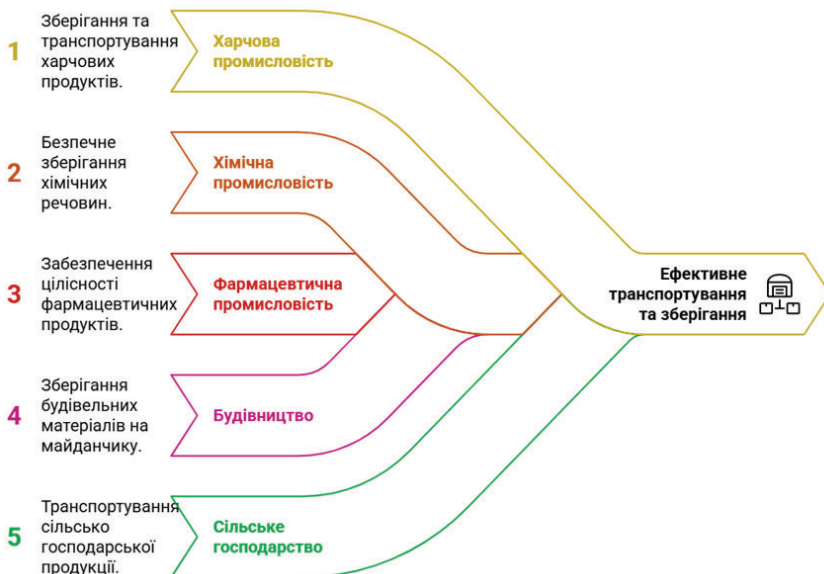 1
Зберігання та
транспортування
харчових
продуктів.
Харчова
промисловість
2
Безпечне
зберігання
хімічних
речовин.
Хімічна
промисловість
3
Забезпечення
цілісності
фармацевтичних
продуктів.
Фармацевтична
промисловість
4
Зберігання
будівельних
матеріалів на
майданчику.
Будівництво
5
Транспортування
сільсько
господарської
продукції.
Сільське
господарство
Ефективне
транспортування
та зберігання